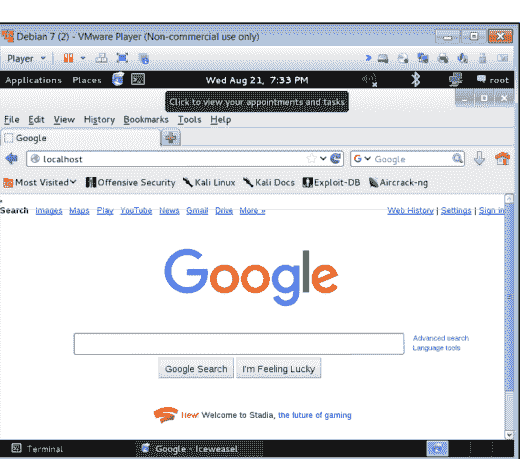 Debian 7 (2) - VMware Player (Non-commercial use only)
Player
Applications Places Wed Aug 21, 7:33 PM root
Click to view your appointments and tasks
File Edit View History Bookmarks Tools Help
Google
localhost Google
Most Visited Offensive Security Kali Linux Kali Docs Exploit-DB Aircrack-ng
Search Images Maps Play YouTube News Gmail Drive More » Web History | Settings | Sign in
Google
Advanced search
Language tools
Google Search I'm Feeling Lucky
New! Welcome to Stadia, the future of gaming
Terminal Google - Iceweasel